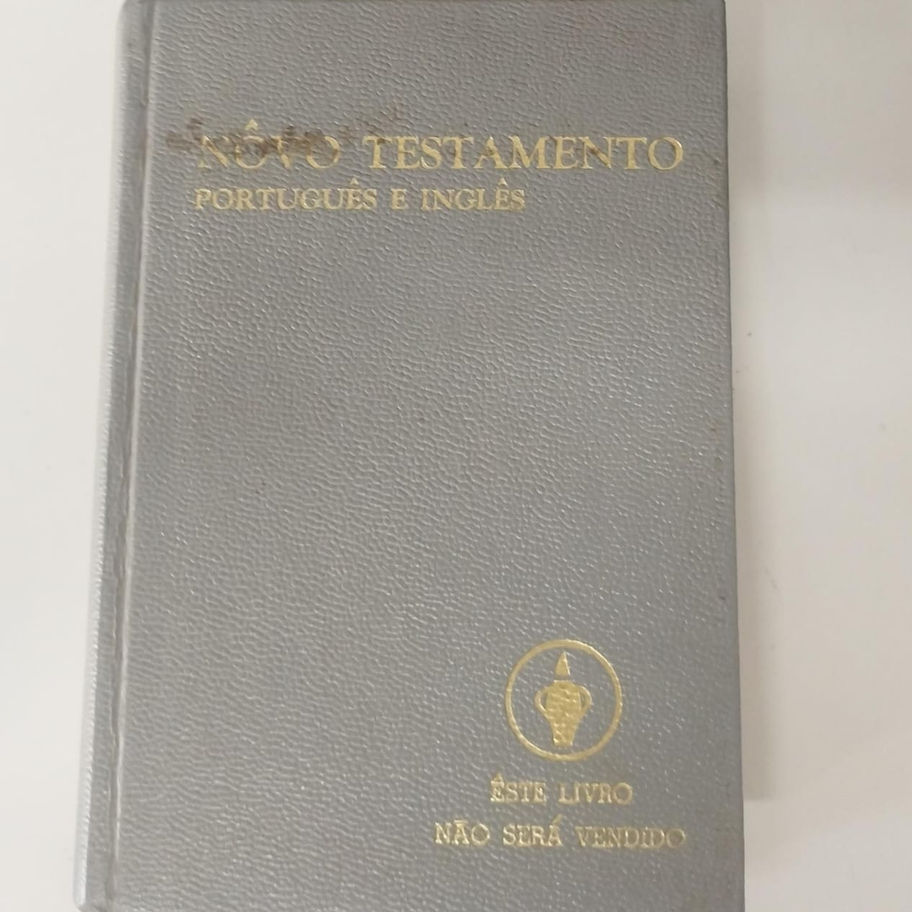 NÔVO TESTAMENTO
PORTUGUÊS E INGLÊS
ÊSTE LIVRO
NÃO SERÁ VENDIDO